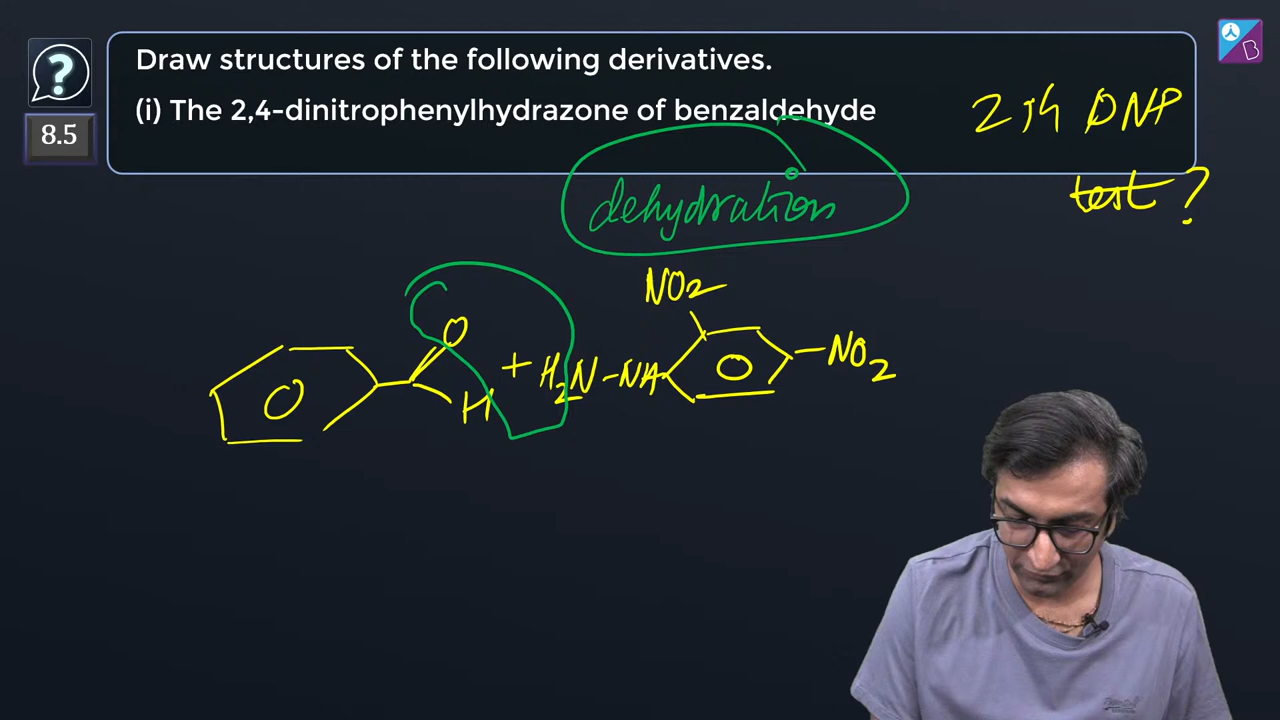 Draw structures of the following derivatives.
(i) The 2,4-dinitrophenylhydrazone of benzaldehyde
8.5
2,4 DNP
test ?
dehydration
NO2
O
H
+ H2N-NH
NO2